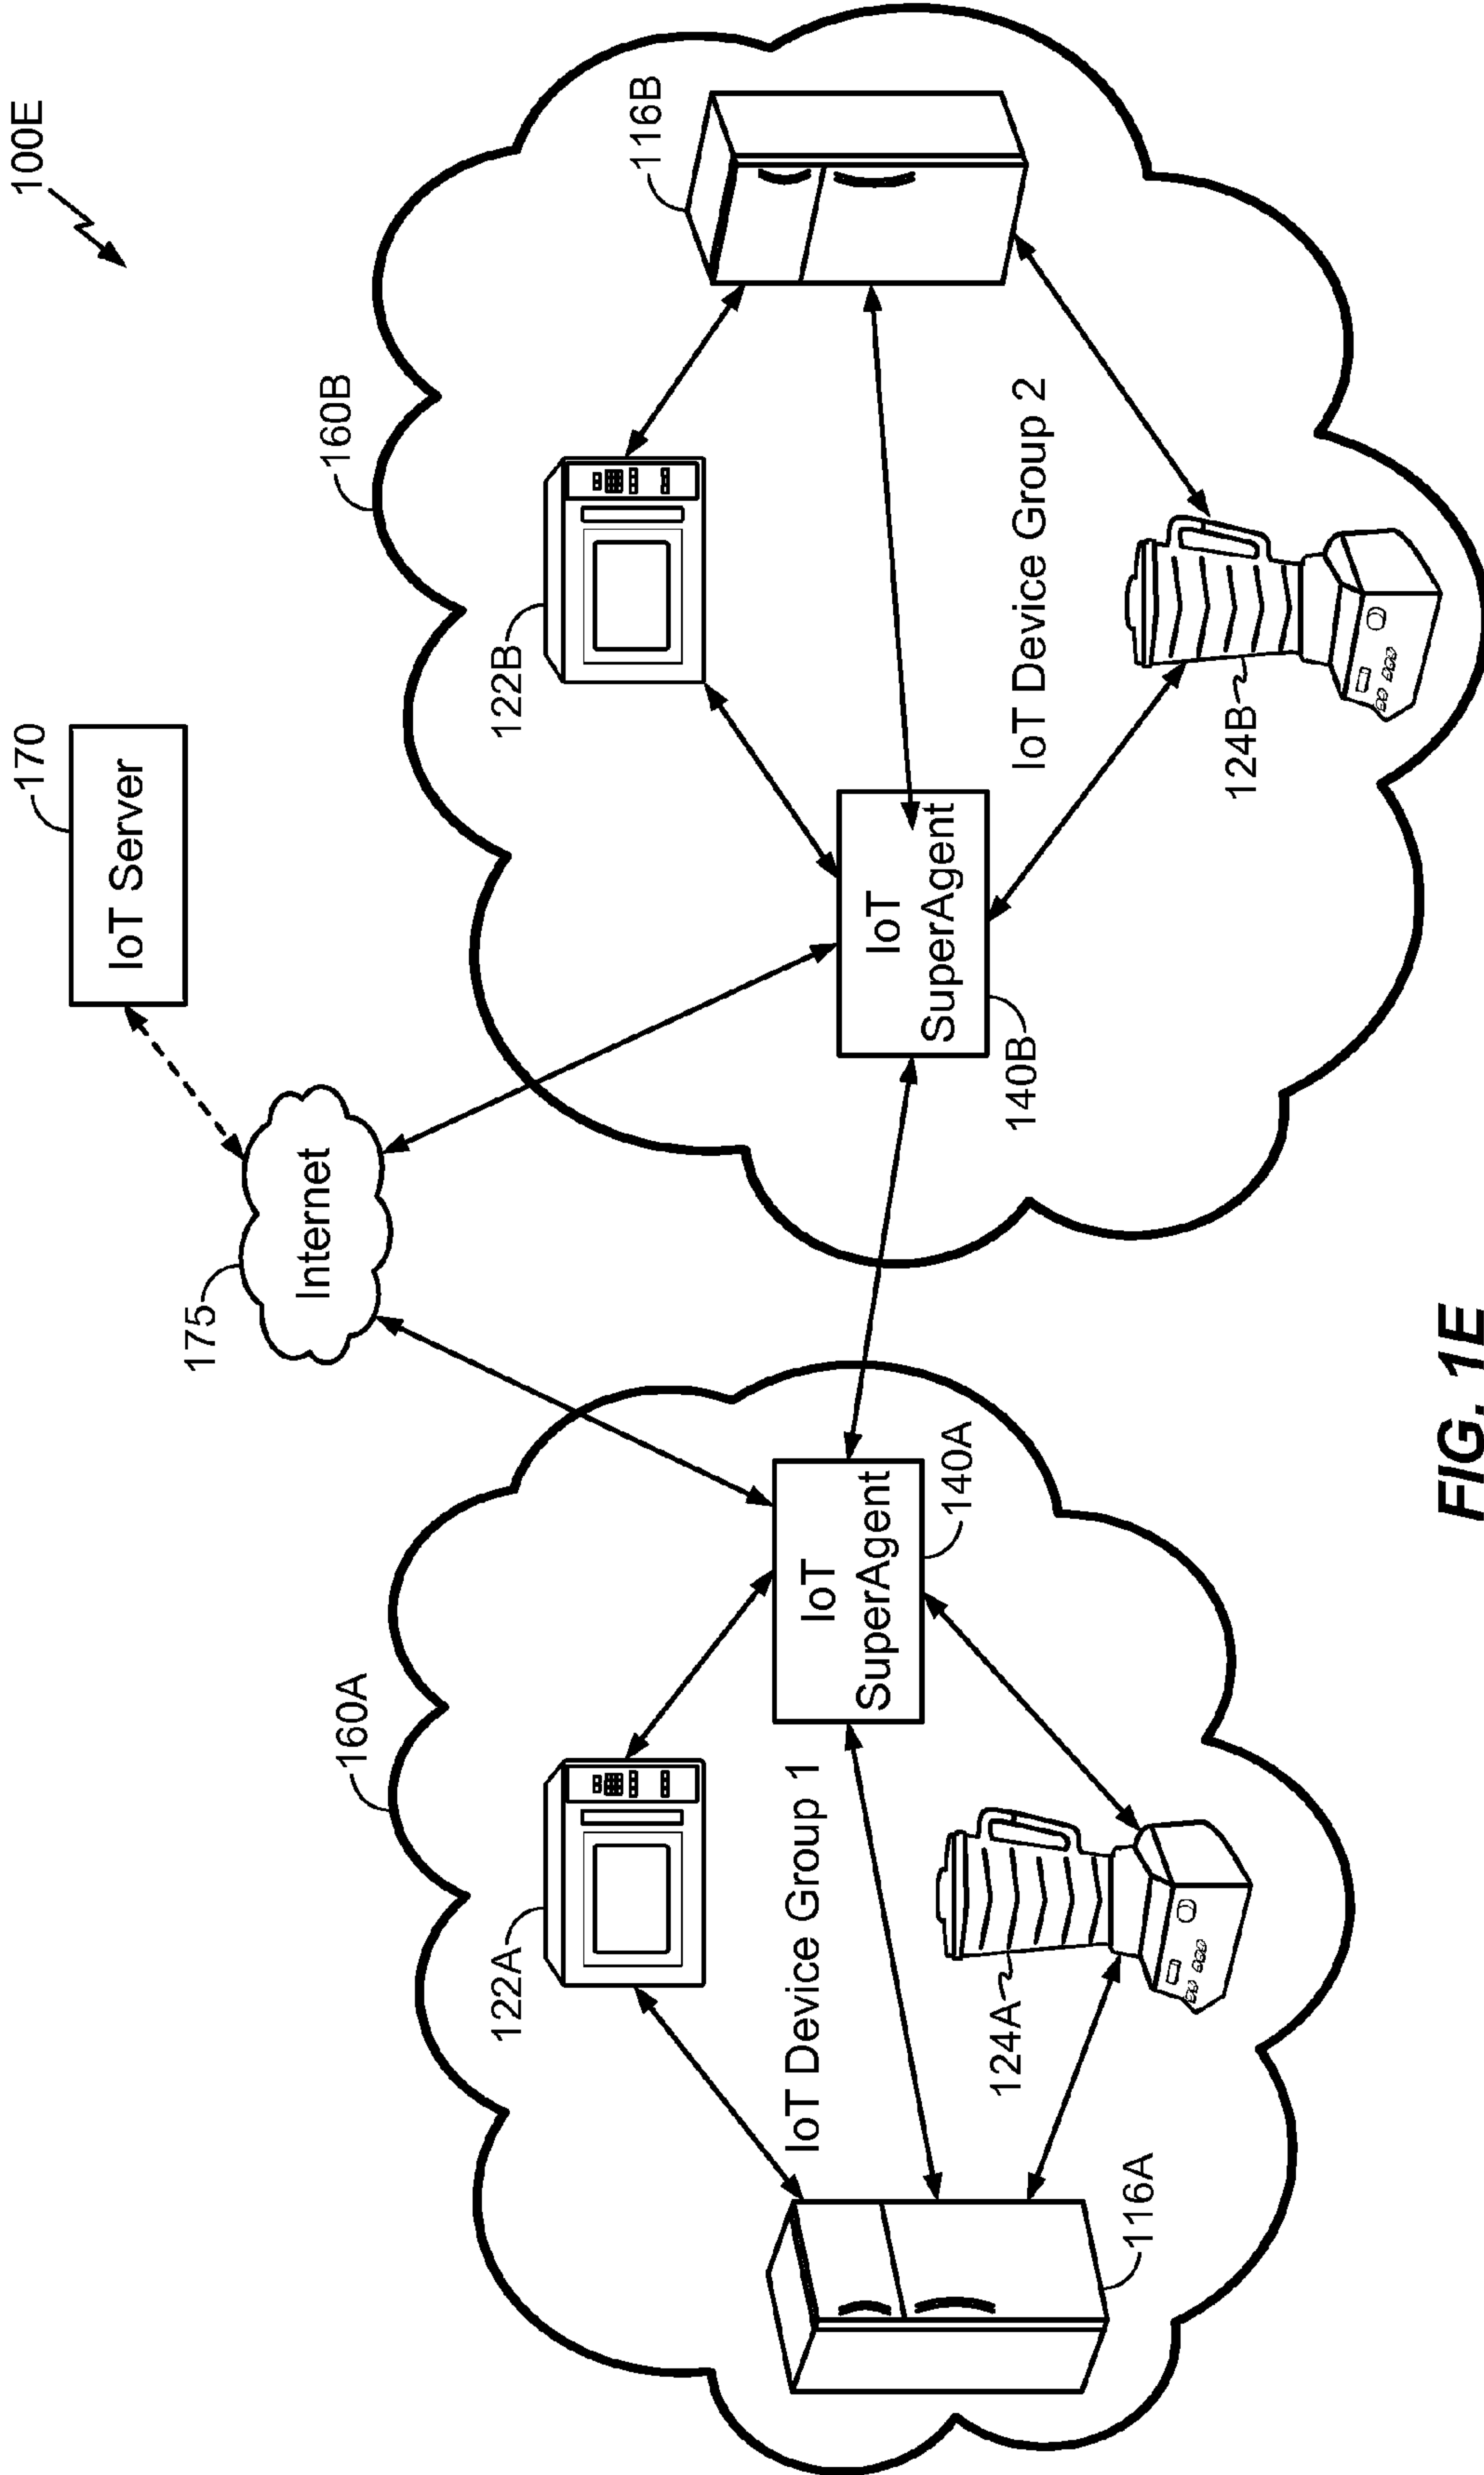 100E
170
IoT Server
175
Internet
160A
160B
122A
122B
116B
IoT Device Group 1
IoT
SuperAgent
140A
IoT
SuperAgent
140B
IoT Device Group 2
124A
116A
124B
FIG. 1E